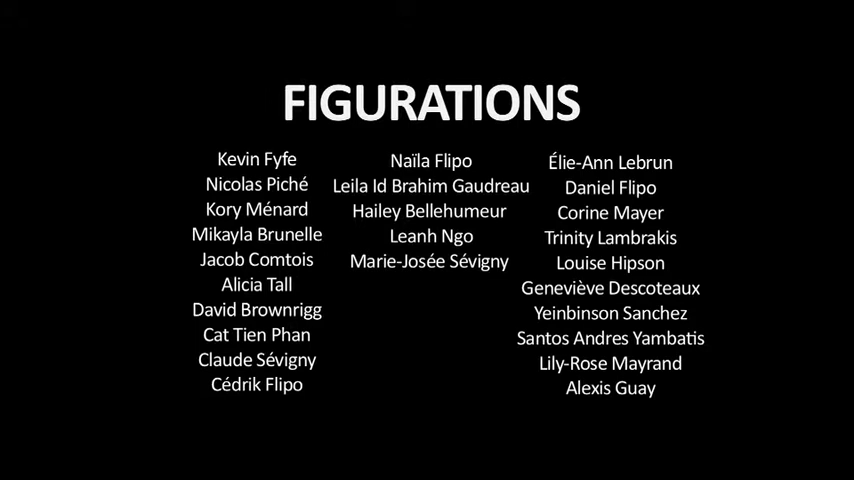 FIGURATIONS
Kevin Fyfe
Nicolas Piché
Kory Ménard
Mikayla Brunelle
Jacob Comtois
Alicia Tall
David Brownrigg
Cat Tien Phan
Claude Sévigny
Cédrik Flipo
Naïla Flipo
Leila Id Brahim Gaudreau
Hailey Bellehumeur
Leanh Ngo
Marie-Josée Sévigny
Élie-Ann Lebrun
Daniel Flipo
Corine Mayer
Trinity Lambrakis
Louise Hipson
Geneviève Descoteaux
Yeinbinson Sanchez
Santos Andres Yambatis
Lily-Rose Mayrand
Alexis Guay